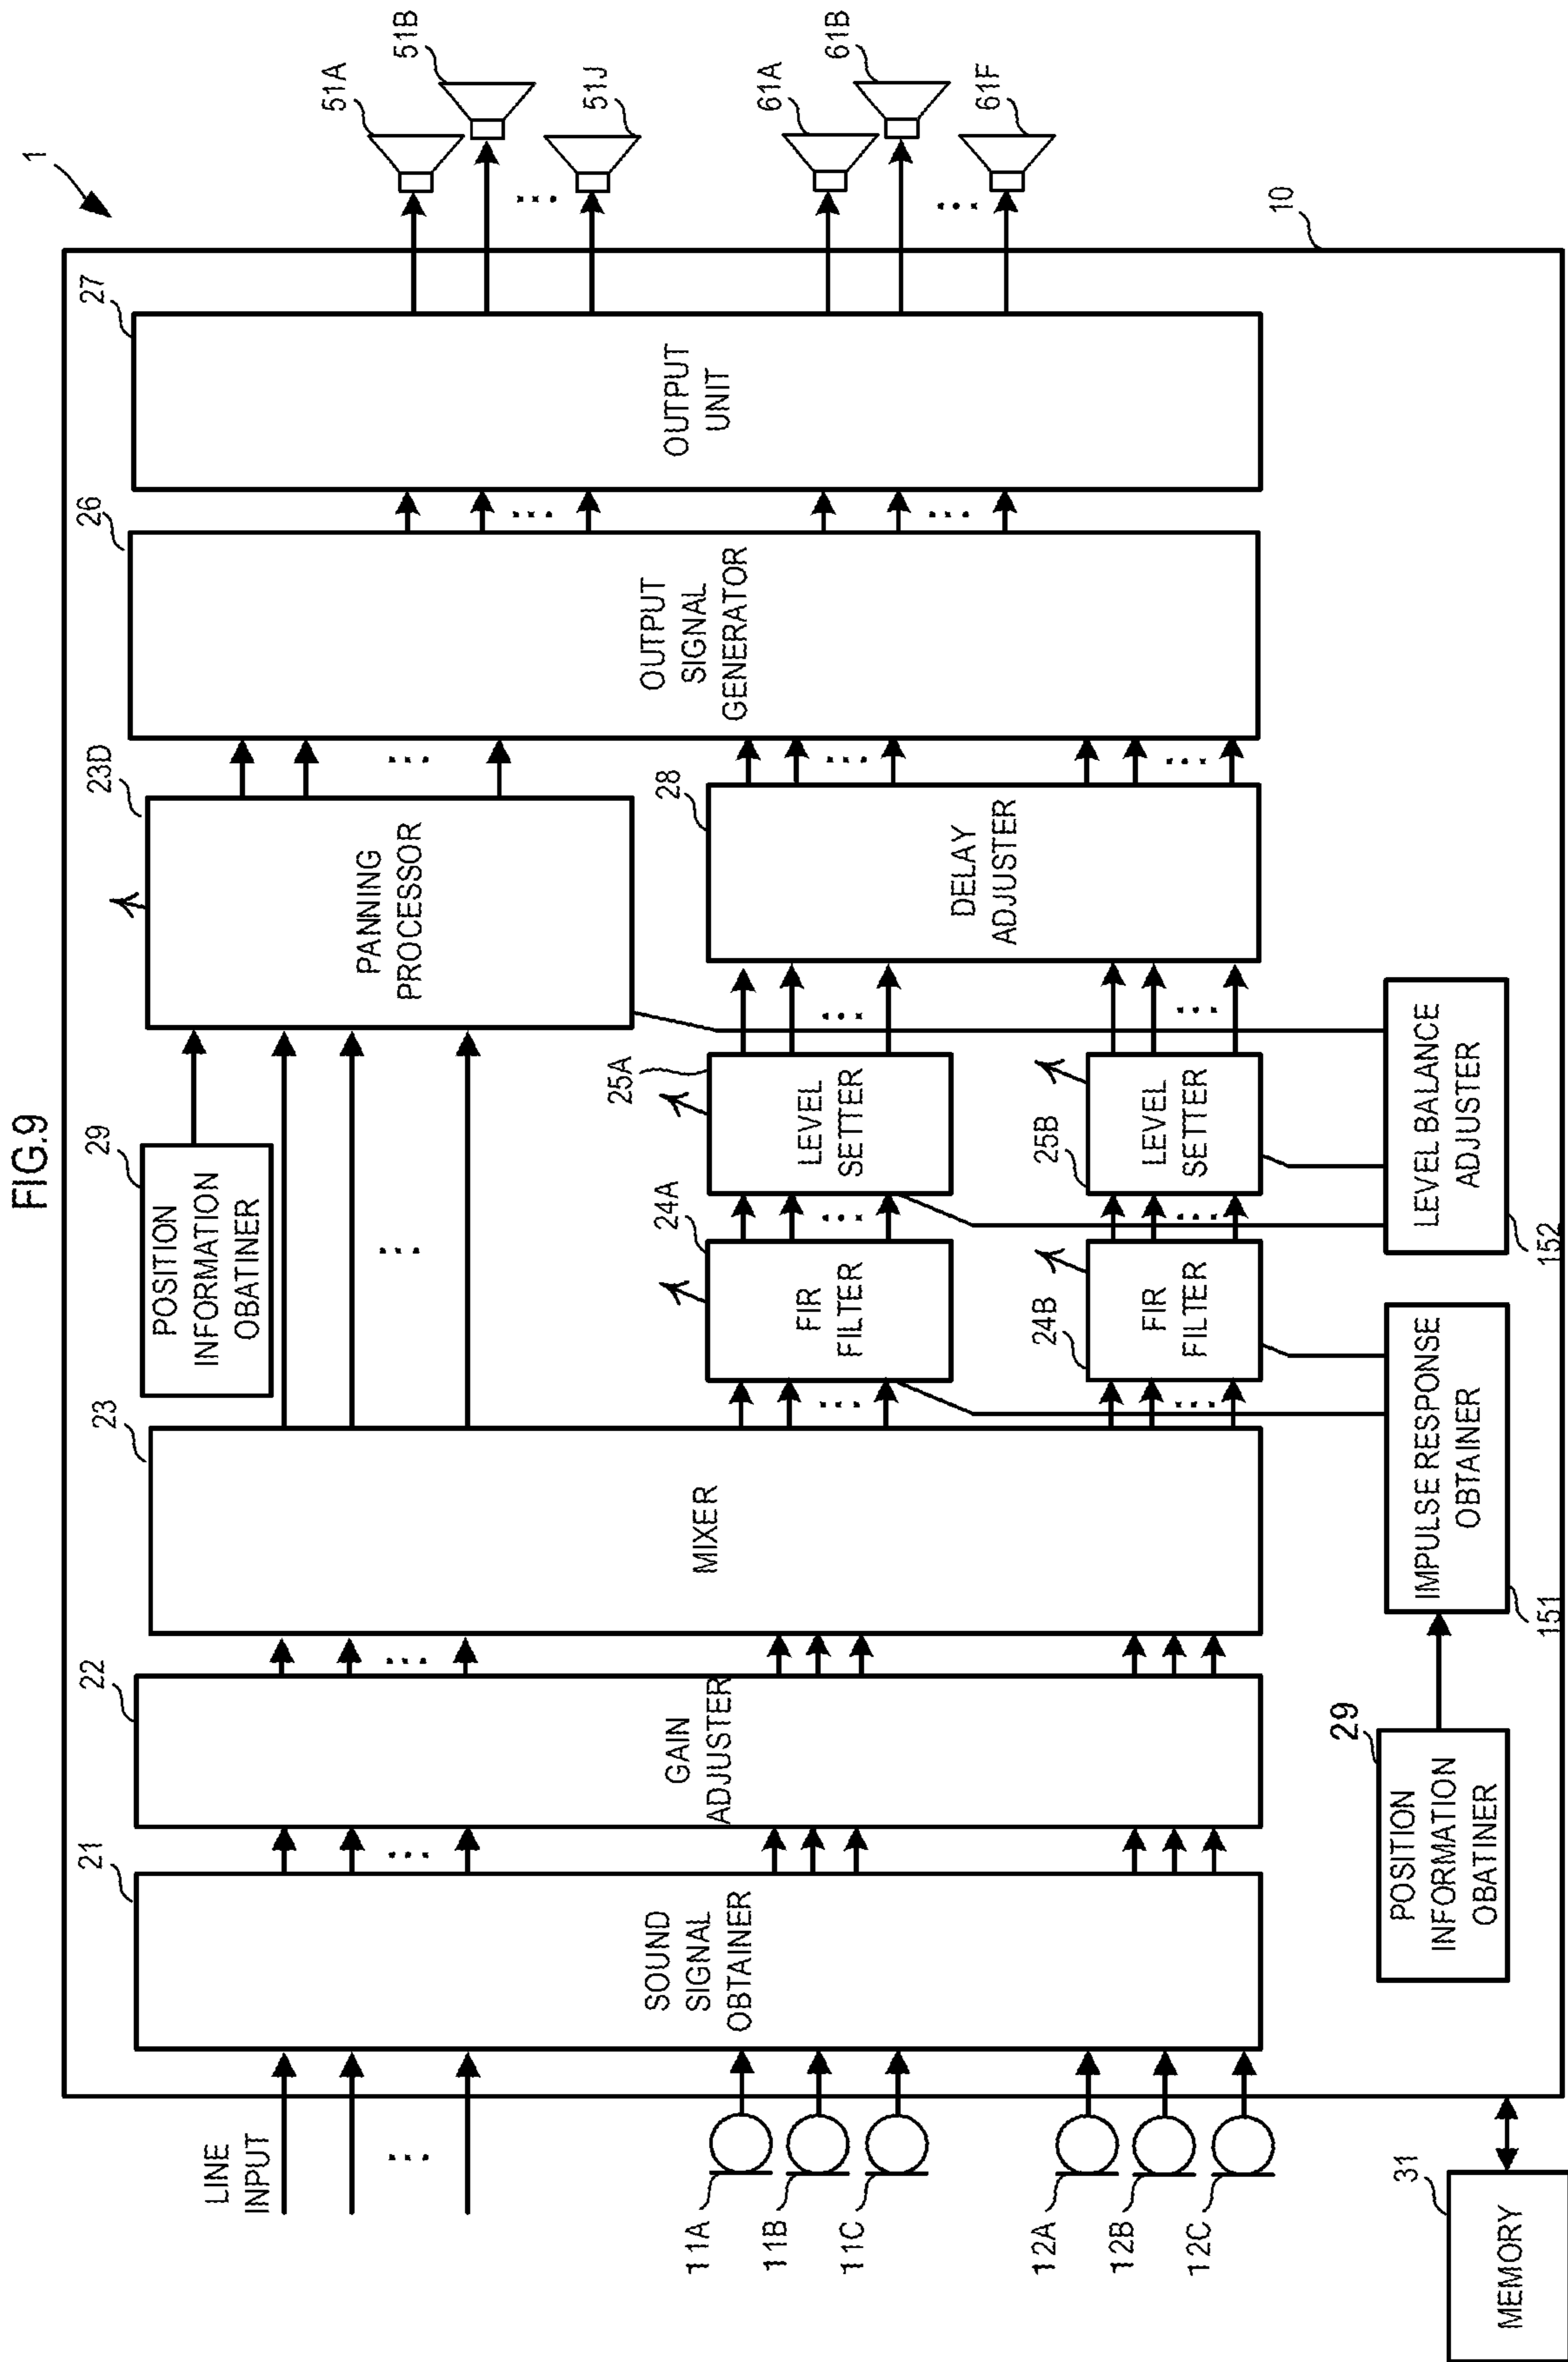 FIG.9
1
10
LINE
INPUT
11A
11B
11C
12A
12B
12C
31
MEMORY
21
SOUND
SIGNAL
OBTAINER
22
GAIN
ADJUSTER
23
MIXER
29
POSITION
INFORMATION
OBATINER
23D
PANNING
PROCESSOR
24A
FIR
FILTER
25A
LEVEL
SETTER
24B
FIR
FILTER
25B
LEVEL
SETTER
28
DELAY
ADJUSTER
26
OUTPUT
SIGNAL
GENERATOR
27
OUTPUT
UNIT
51A
51B
51J
61A
61B
61F
29
POSITION
INFORMATION
OBATINER
IMPULSE RESPONSE
OBTAINER
151
LEVEL BALANCE
ADJUSTER
152